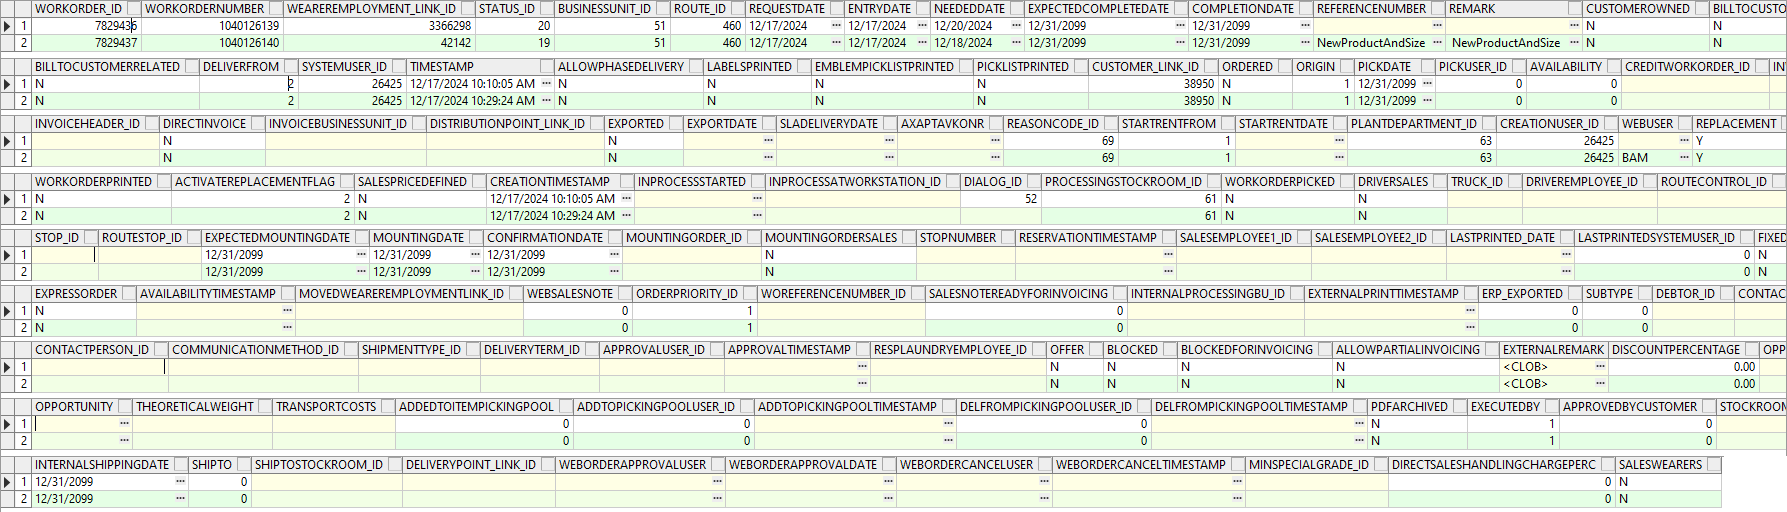 WORKORDER_ID WORKORDERNUMBER WEAREREMPLOYMENT_LINK_ID STATUS_ID BUSINESSUNIT_ID ROUTE_ID REQUESTDATE ENTRYDATE NEEDEDDATE EXPECTEDCOMPLETEDATE COMPLETIONDATE REFERENCENUMBER REMARK CUSTOMEROWNED BILLTOCUSTO
1 7829436 1040126139 3366298 20 51 460 12/17/2024 ... 12/17/2024 ... 12/20/2024 ... 12/31/2099 ... 12/31/2099 ... ... ... N N
2 7829437 1040126140 42142 19 51 460 12/17/2024 ... 12/17/2024 ... 12/18/2024 ... 12/31/2099 ... 12/31/2099 ... NewProductAndSize ... NewProductAndSize ... N N
BILLTOCUSTOMERRELATED DELIVERFROM SYSTEMUSER_ID TIMESTAMP ALLOWPHASEDELIVERY LABELSPRINTED EMBLEMPICKLISTPRINTED PICKLISTPRINTED CUSTOMER_LINK_ID ORDERED ORIGIN PICKDATE PICKUSER_ID AVAILABILITY CREDITWORKORDER_ID IN
1 N 2 26425 12/17/2024 10:10:05 AM ... N N N N 38950 N 1 12/31/2099 ... 0 0
2 N 2 26425 12/17/2024 10:29:24 AM ... N N N N 38950 N 1 12/31/2099 ... 0 0
INVOICEHEADER_ID DIRECTINVOICE INVOICEBUSINESSUNIT_ID DISTRIBUTIONPOINT_LINK_ID EXPORTED EXPORTDATE SLADELIVERYDATE AXAPTAVKONR REASONCODE_ID STARTRENTFROM STARTRENTDATE PLANTDEPARTMENT_ID CREATIONUSER_ID WEBUSER REPLACEMENT
1 N N ... ... ... 69 1 ... 63 26425 ... Y
2 N N ... ... ... 69 1 ... 63 26425 BAM ... Y
WORKORDERPRINTED ACTIVATEREPLACEMENTFLAG SALESPRICEDEFINED CREATIONTIMESTAMP INPROCESSSTARTED INPROCESSATWORKSTATION_ID DIALOG_ID PROCESSINGSTOCKROOM_ID WORKORDERPICKED DRIVERSALES TRUCK_ID DRIVEREMPLOYEE_ID ROUTECONTROL_ID
1 N 2 N 12/17/2024 10:10:05 AM ... ... 52 61 N N
2 N 2 N 12/17/2024 10:29:24 AM ... ... 61 N N
STOP_ID ROUTESTOP_ID EXPECTEDMOUNTINGDATE MOUNTINGDATE CONFIRMATIONDATE MOUNTINGORDER_ID MOUNTINGORDERSALES STOPNUMBER RESERVATIONTIMESTAMP SALESEMPLOYEE1_ID SALESEMPLOYEE2_ID LASTPRINTED_DATE LASTPRINTEDSYSTEMUSER_ID FIXED
1 12/31/2099 ... 12/31/2099 ... 12/31/2099 ... N ... ... 0 N
2 12/31/2099 ... 12/31/2099 ... 12/31/2099 ... N ... ... 0 N
EXPRESSORDER AVAILABILITYTIMESTAMP MOVEDWEAREREMPLOYMENTLINK_ID WEBSALESNOTE ORDERPRIORITY_ID WOREFERENCENUMBER_ID SALESNOTEREADYFORINVOICING INTERNALPROCESSINGBU_ID EXTERNALPRINTTIMESTAMP ERP_EXPORTED SUBTYPE DEBTOR_ID CONTAC
1 N ... 0 1 0 ... 0 0
2 N ... 0 1 0 ... 0 0
CONTACTPERSON_ID COMMUNICATIONMETHOD_ID SHIPMENTTYPE_ID DELIVERYTERM_ID APPROVALUSER_ID APPROVALTIMESTAMP RESPLAUNDRYEMPLOYEE_ID OFFER BLOCKED BLOCKEDFORINVOICING ALLOWPARTIALINVOICING EXTERNALREMARK DISCOUNTPERCENTAGE OPP
1 ... N N N N <CLOB> ... 0.00
2 ... N N N N <CLOB> ... 0.00
OPPORTUNITY THEORETICALWEIGHT TRANSPORTCOSTS ADDEDTOITEMPICKINGPOOL ADDTOPICKINGPOOLUSER_ID ADDTOPICKINGPOOLTIMESTAMP DELFROMPICKINGPOOLUSER_ID DELFROMPICKINGPOOLTIMESTAMP PDFARCHIVED EXECUTEDBY APPROVEDBYCUSTOMER STOCKROOM
1 ... 0 0 ... 0 ... N 1 0
2 ... 0 0 ... 0 ... N 1 0
INTERNALSHIPPINGDATE SHIPTO SHIPTOSTOCKROOM_ID DELIVERYPOINT_LINK_ID WEBORDERAPPROVALUSER WEBORDERAPPROVALDATE WEBORDERCANCELUSER WEBORDERCANCELTIMESTAMP MINSPECIALGRADE_ID DIRECTSALESHANDLINGCHARGEPERC SALESWEARERS
1 12/31/2099 ... 0 ... ... ... ... 0 N
2 12/31/2099 ... 0 ... ... ... ... 0 N